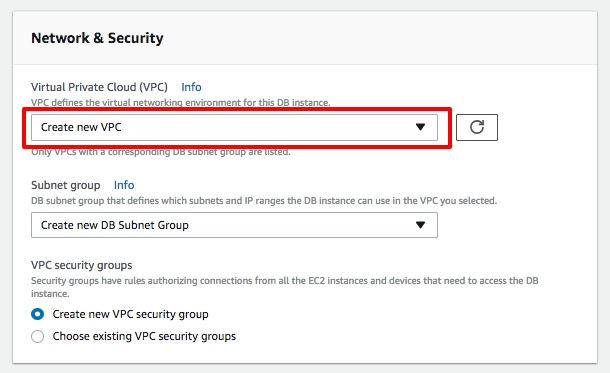 Network & Security
Virtual Private Cloud (VPC) Info
VPC defines the virtual networking environment for this DB instance.
Create new VPC
Only VPCs with a corresponding DB subnet group are listed.
Subnet group Info
DB subnet group that defines which subnets and IP ranges the DB instance can use in the VPC you selected.
Create new DB Subnet Group
VPC security groups
Security groups have rules authorizing connections from all the EC2 instances and devices that need to access the DB
instance.
Create new VPC security group
Choose existing VPC security groups